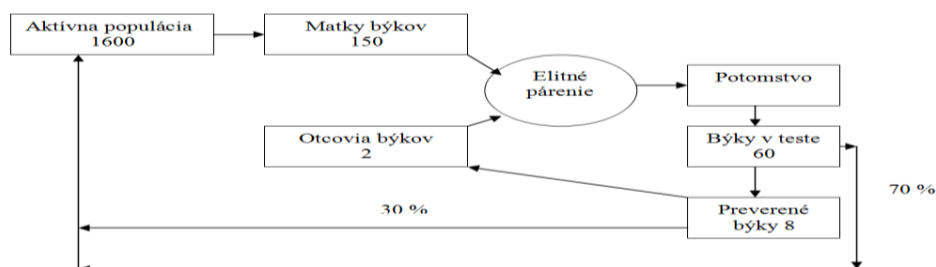 Aktívna populácia
1600
Matky býkov
150
Elitné
párenie
Potomstvo
Otcovia býkov
2
Býky v teste
60
70 %
30 %
Preverené
býky 8